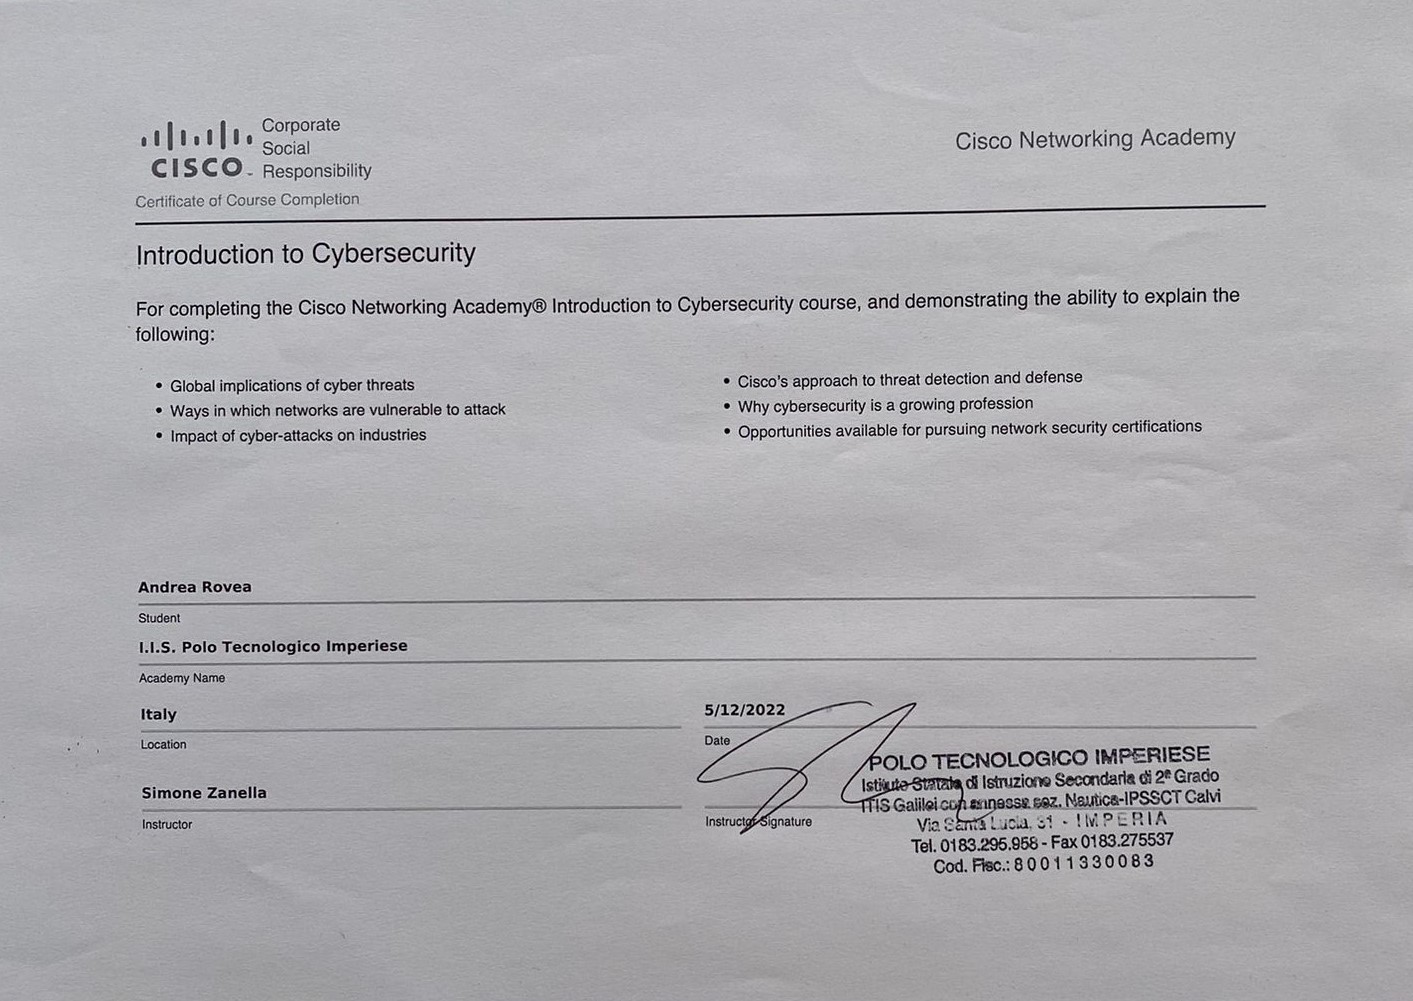 Corporate
Social
CISCO Responsibility
Cisco Networking Academy
Certificate of Course Completion
Introduction to Cybersecurity
For completing the Cisco Networking Academy® Introduction to Cybersecurity course, and demonstrating the ability to explain the
following:
• Global implications of cyber threats
• Ways in which networks are vulnerable to attack
• Impact of cyber-attacks on industries
• Cisco's approach to threat detection and defense
• Why cybersecurity is a growing profession
• Opportunities available for pursuing network security certifications
Andrea Rovea
Student
I.I.S. Polo Tecnologico Imperiese
Academy Name
Italy
Location
5/12/2022
Date
Simone Zanella
Instructor
Instructor Signature
POLO TECNOLOGICO IMPERIESE
Istituto Statale di Istruzione Secondaria di 2º Grado
ITIS Galilei con annessa sez. Nautica-IPSSCT Calvi
Via Santa Lucia, 31 - IMPERIA
Tel. 0183.295.958 - Fax 0183.275537
Cod. Fisc.: 80011330083